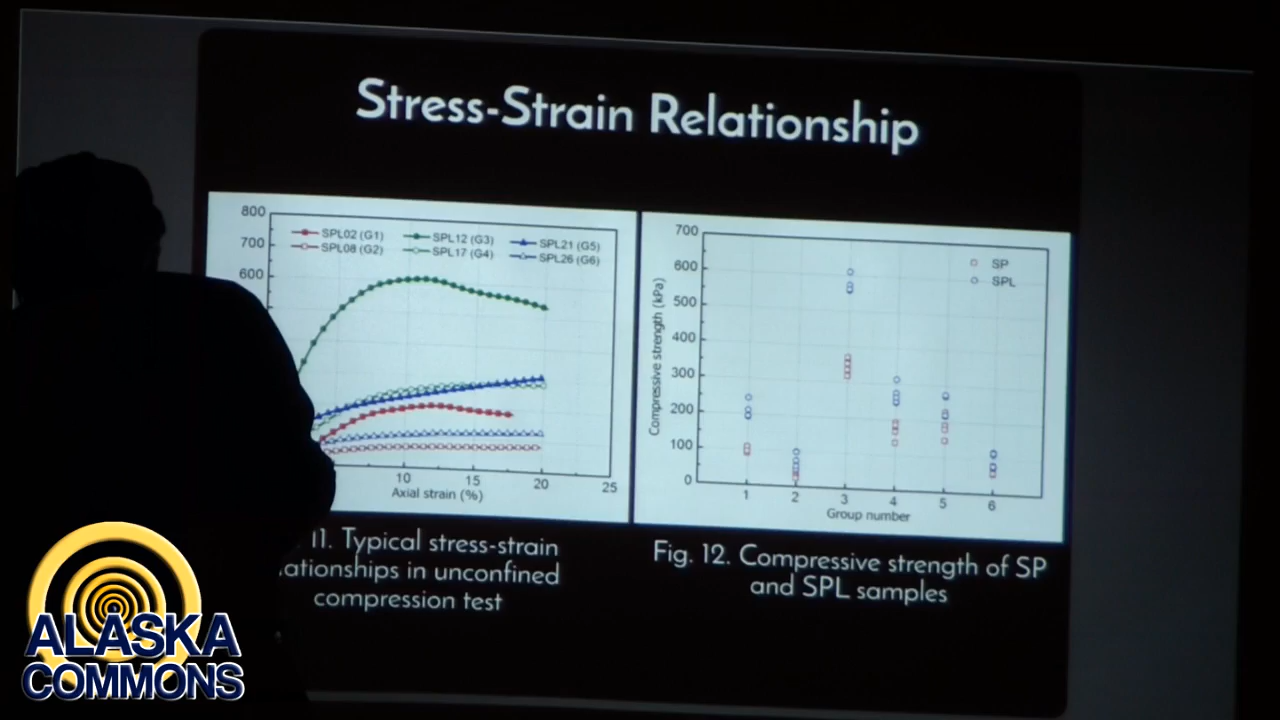 Stress-Strain Relationship
800
700
600
SPL02 (G1)
SPL12 (G3)
SPL21 (G5)
SPL08 (G2)
SPL17 (G4)
SPL26 (G6)
10
15
20
25
Axial strain (%)
700
600
500
400
300
200
100
0
Compressive strength (kPa)
SP
SPL
1
2
3
4
5
6
Group number
11. Typical stress-strain
ationships in unconfined
compression test
Fig. 12. Compressive strength of SP
and SPL samples
ALASKA
COMMONS